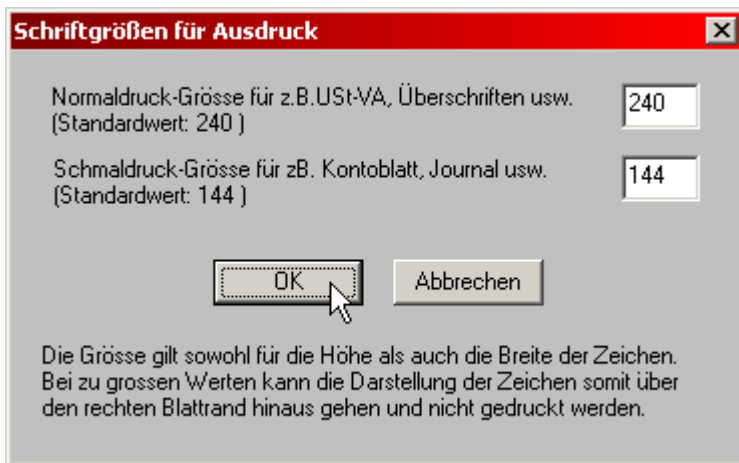 Schriftgrößen für Ausdruck
Normaldruck-Grösse für z.B.USt-VA, Überschriften usw.
(Standardwert: 240 )
240
Schmaldruck-Grösse für zB. Kontoblatt, Journal usw.
(Standardwert: 144 )
144
OK
Abbrechen
Die Grösse gilt sowohl für die Höhe als auch die Breite der Zeichen.
Bei zu grossen Werten kann die Darstellung der Zeichen somit über
den rechten Blattrand hinaus gehen und nicht gedruckt werden.